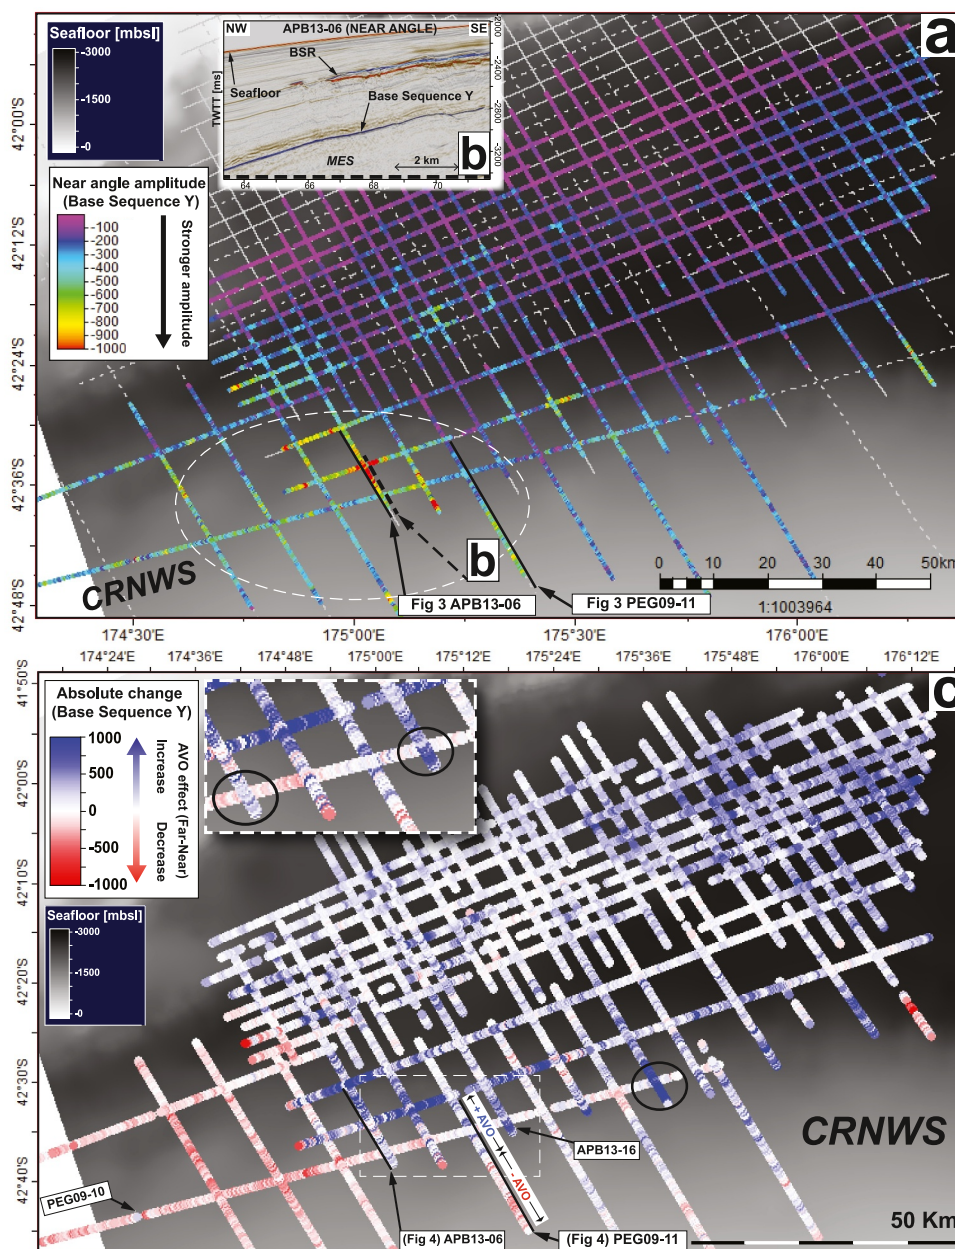 a
Seafloor [mbsl]
-3000
-1500
-0
NW
APB13-06 (NEAR ANGLE)
SE
BSR
Seafloor
Base Sequence Y
MES
2 km
b
TWTT [ms]
-2000
-2400
-2800
-3200
64
66
68
70
Near angle amplitude
(Base Sequence Y)
-100
-200
-300
-400
-500
-600
-700
-800
-900
-1000
Stronger amplitude
42°00'S
42°12'S
42°24'S
42°36'S
42°48'S
CRNWS
b
Fig 3 APB13-06
Fig 3 PEG09-11
0
10
20
30
40
50km
1:1003964
174°30'E
175°00'E
175°30'E
176°00'E
174°24'E
174°36'E
174°48'E
175°00'E
175°12'E
175°24'E
175°36'E
175°48'E
176°00'E
176°12'E
c
Absolute change
(Base Sequence Y)
1000
500
0
-500
-1000
Increase
Decrease
AVO effect (Far-Near)
Seafloor [mbsl]
-3000
-1500
-0
41°50'S
42°00'S
42°10'S
42°20'S
42°30'S
42°40'S
+ AVO
- AVO
APB13-16
CRNWS
PEG09-10
(Fig 4) APB13-06
(Fig 4) PEG09-11
50 Km